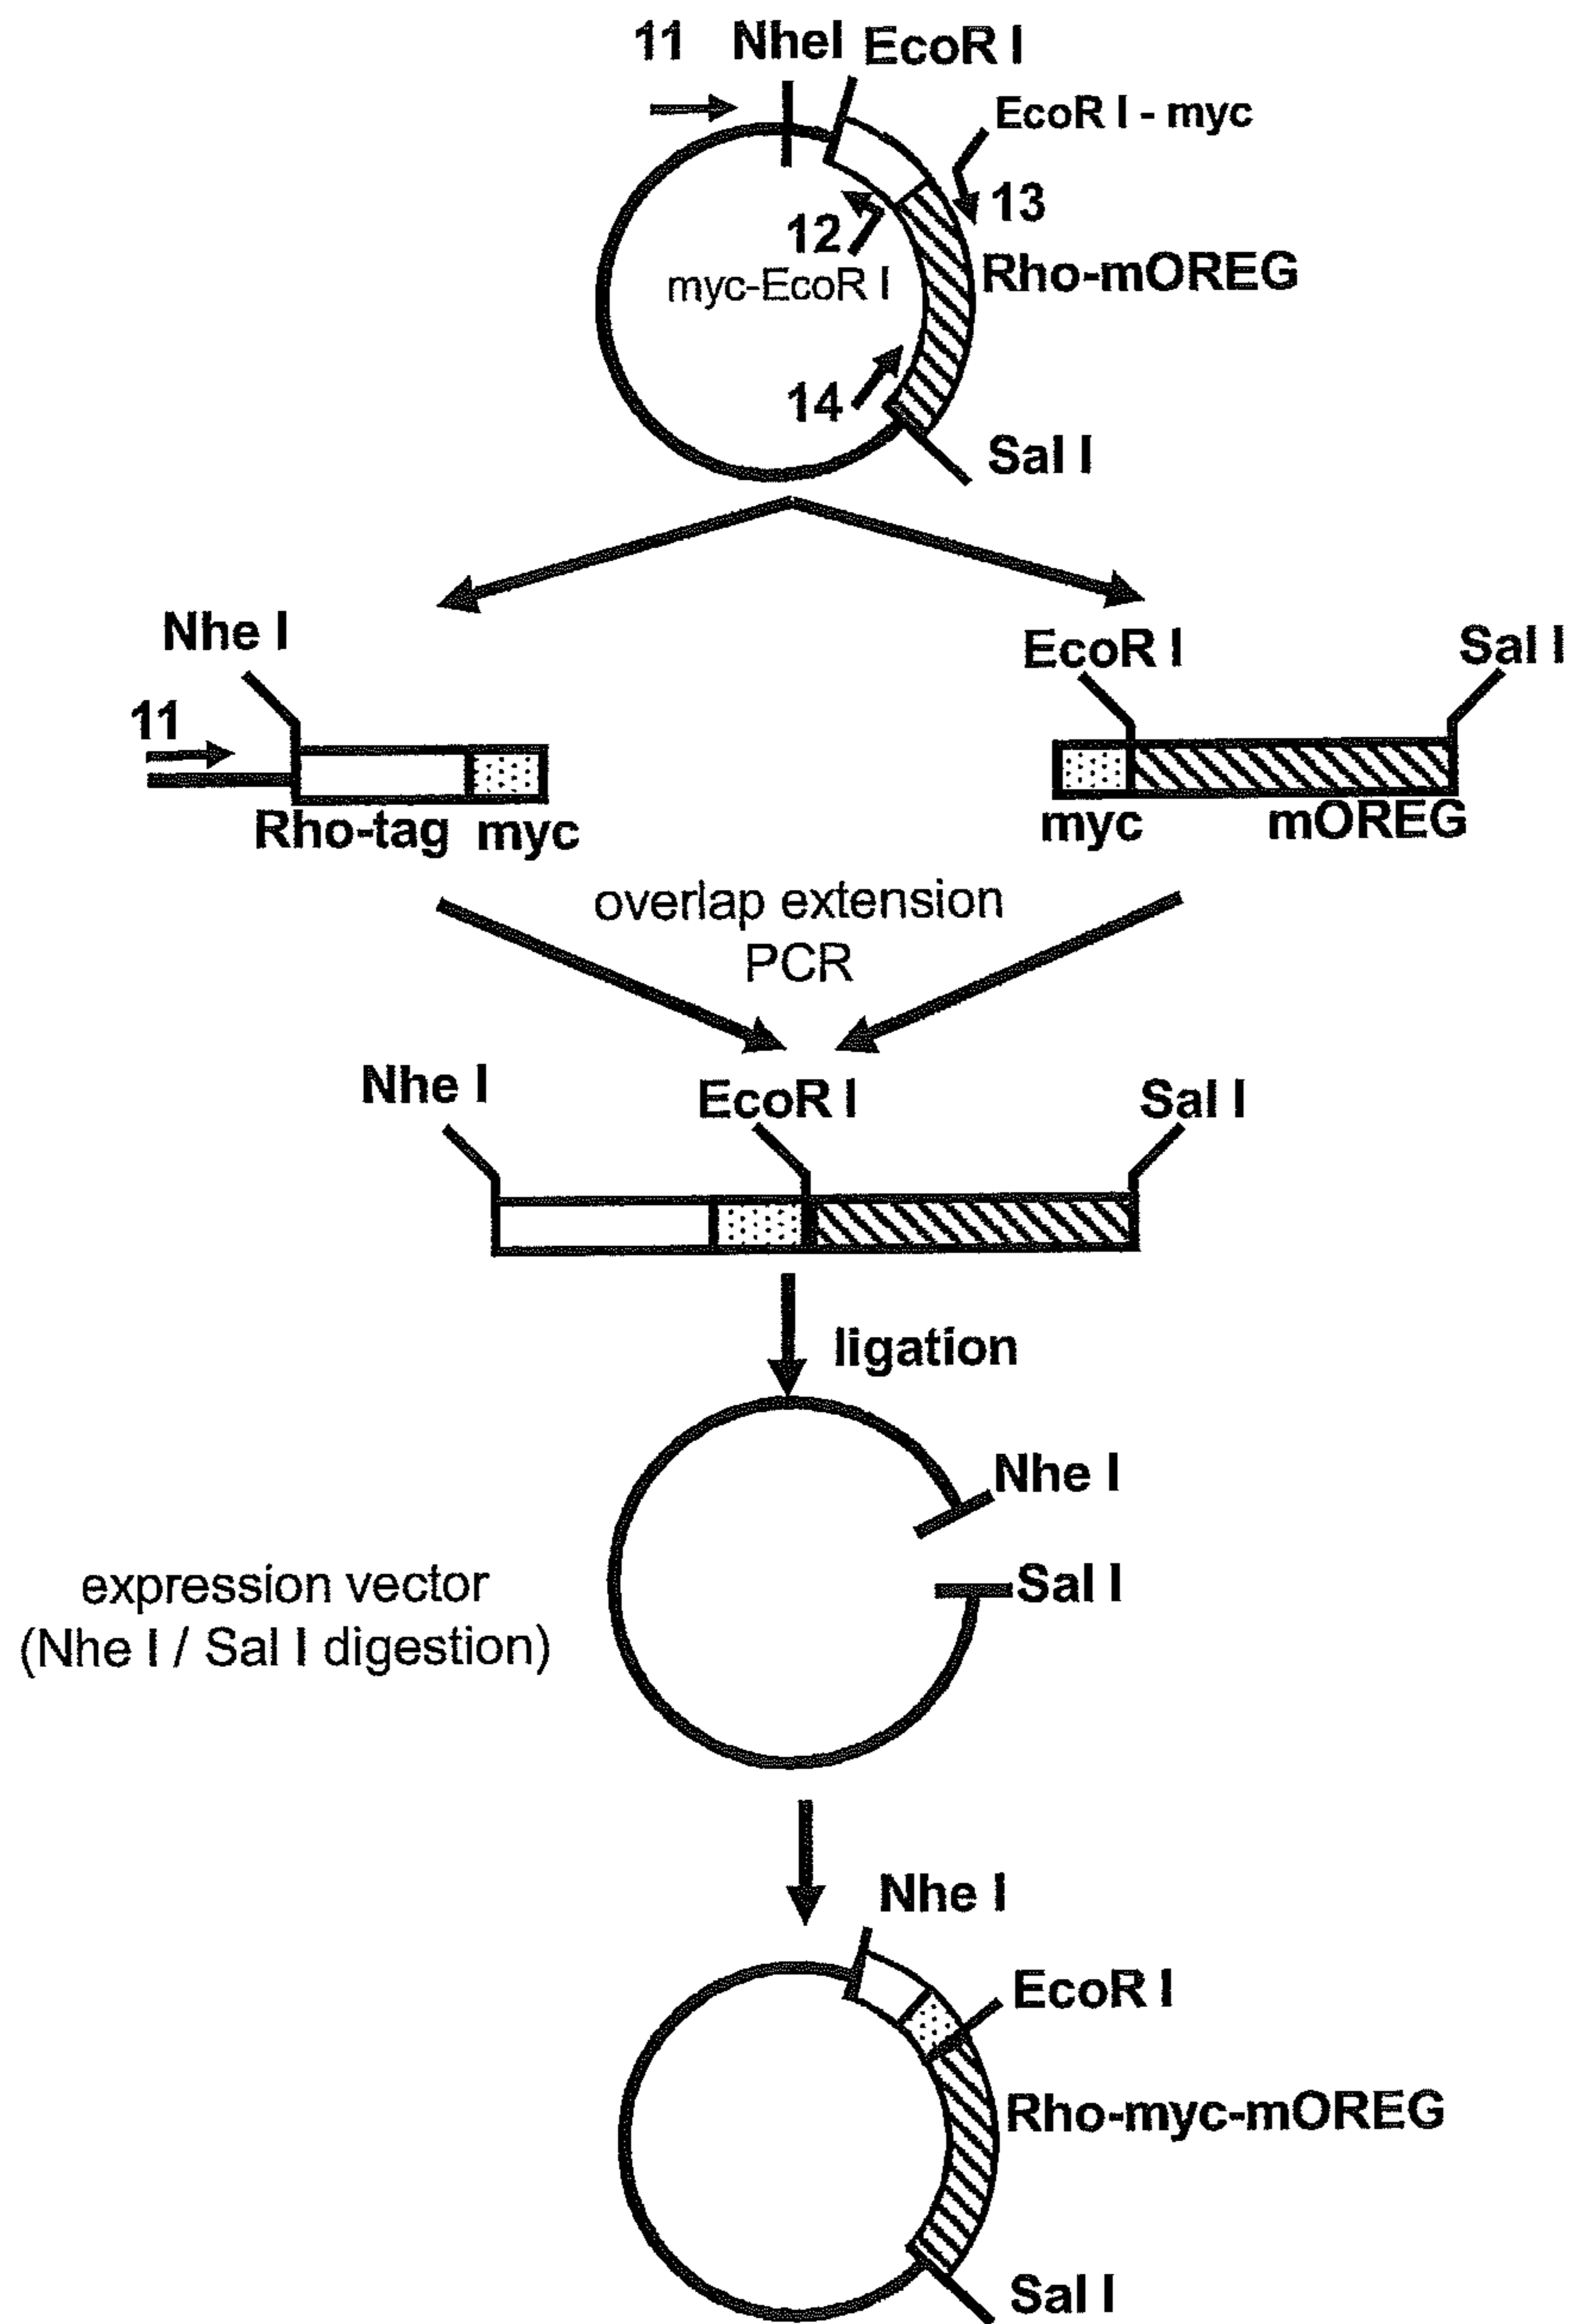 11 NheI EcoR I
EcoR I - myc
13
12
myc-EcoR I
Rho-mOREG
14
Sal I
Nhe I
11
Rho-tag myc
EcoR I
Sal I
myc
mOREG
overlap extension
PCR
Nhe I
EcoR I
Sal I
ligation
Nhe I
Sal I
expression vector
(Nhe I / Sal I digestion)
Nhe I
EcoR I
Rho-myc-mOREG
Sal I